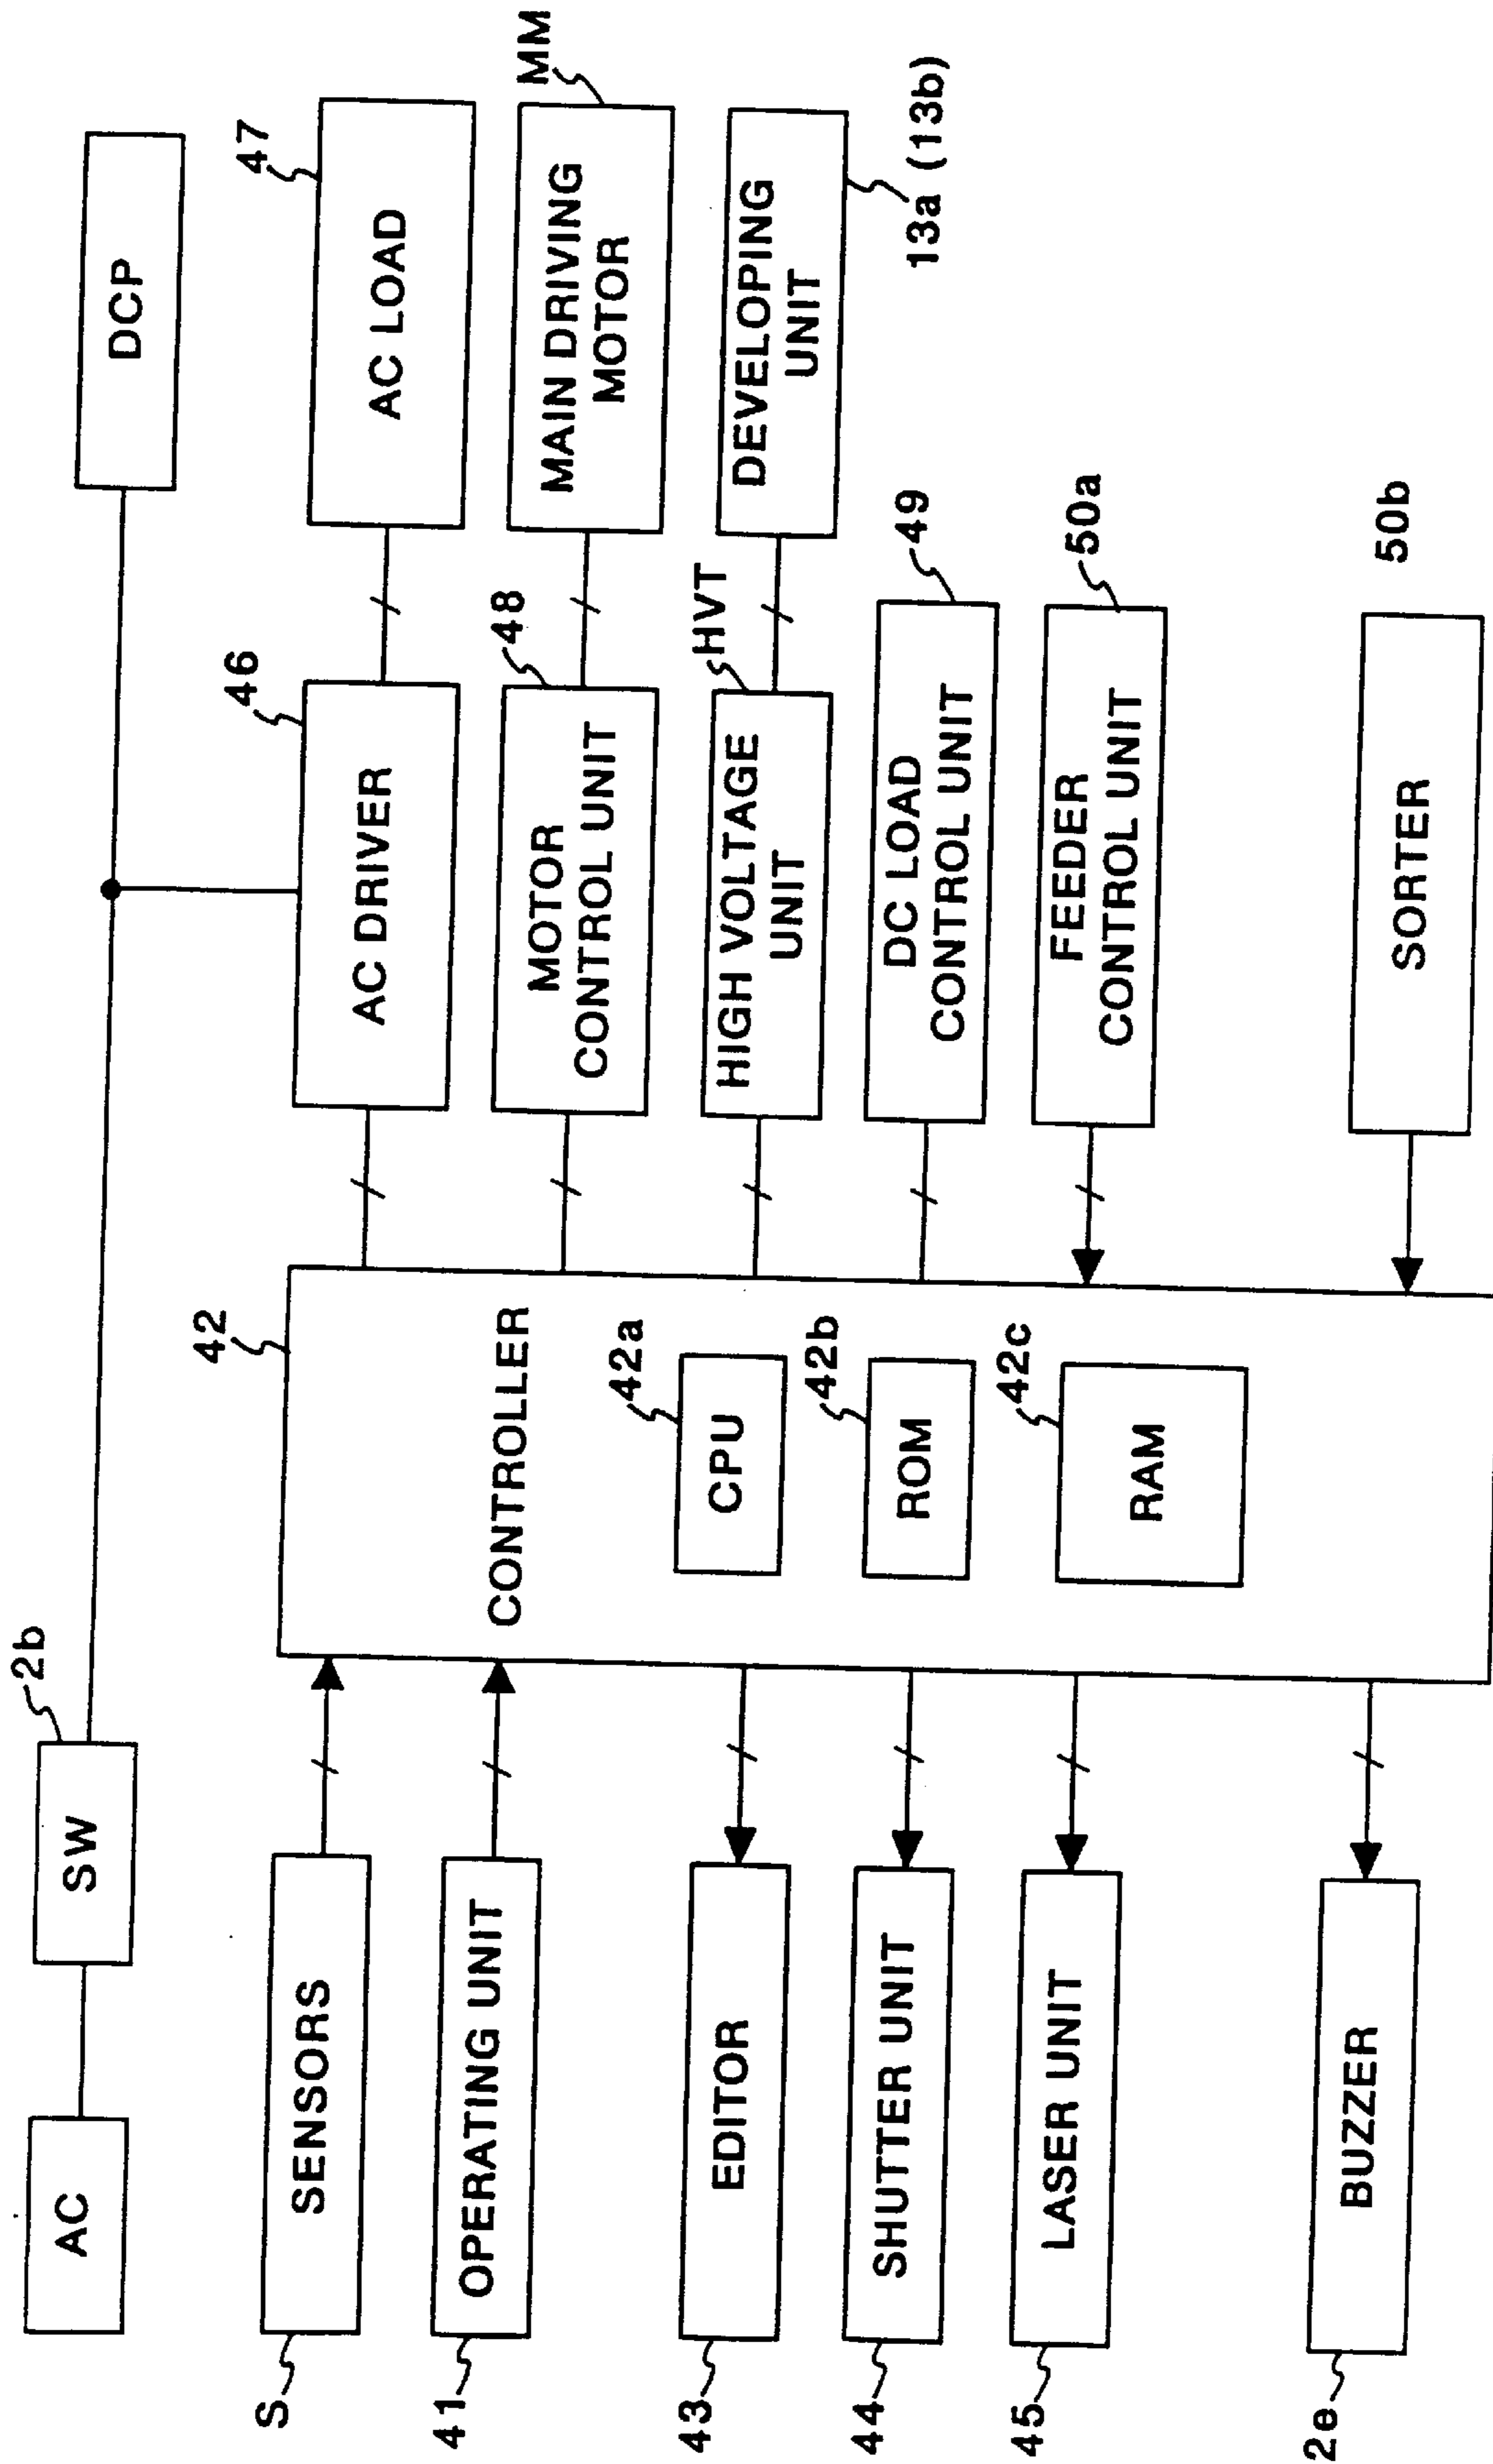 AC
SW
2b
DCP
S
SENSORS
41
OPERATING UNIT
43
EDITOR
44
SHUTTER UNIT
45
LASER UNIT
2e
BUZZER
42
CONTROLLER
42a
CPU
42b
ROM
42c
RAM
46
AC DRIVER
47
AC LOAD
48
MOTOR
CONTROL UNIT
MM
MAIN DRIVING
MOTOR
HVT
HIGH VOLTAGE
UNIT
DEVELOPING
UNIT
13a (13b)
49
DC LOAD
CONTROL UNIT
50a
FEEDER
CONTROL UNIT
50b
SORTER